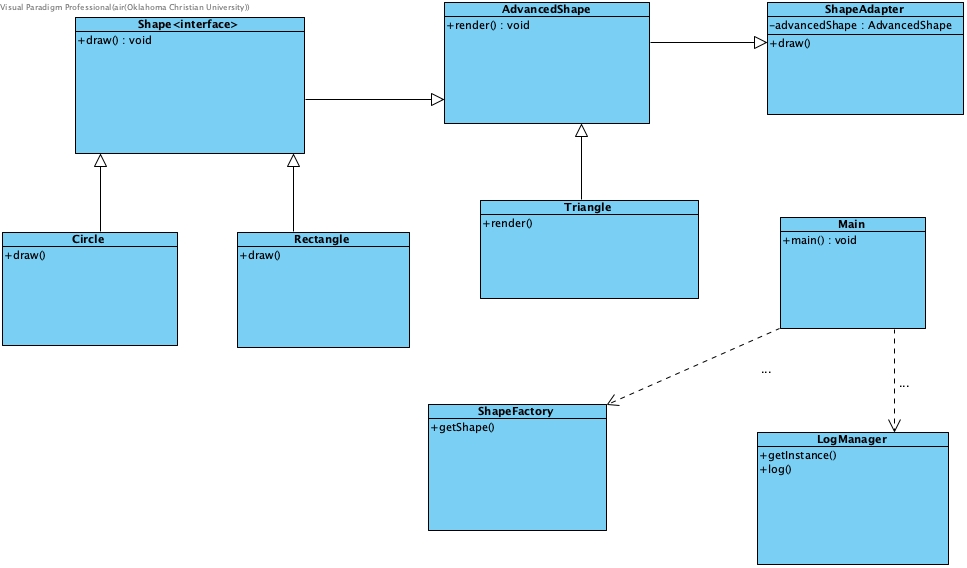 Visual Paradigm Professional(air(Oklahoma Christian University))
Shape<interface>
+draw() : void
AdvancedShape
+render() : void
ShapeAdapter
-advancedShape : AdvancedShape
+draw()
Circle
+draw()
Rectangle
+draw()
Triangle
+render()
Main
+main() : void
...
...
ShapeFactory
+getShape()
LogManager
+getInstance()
+log()